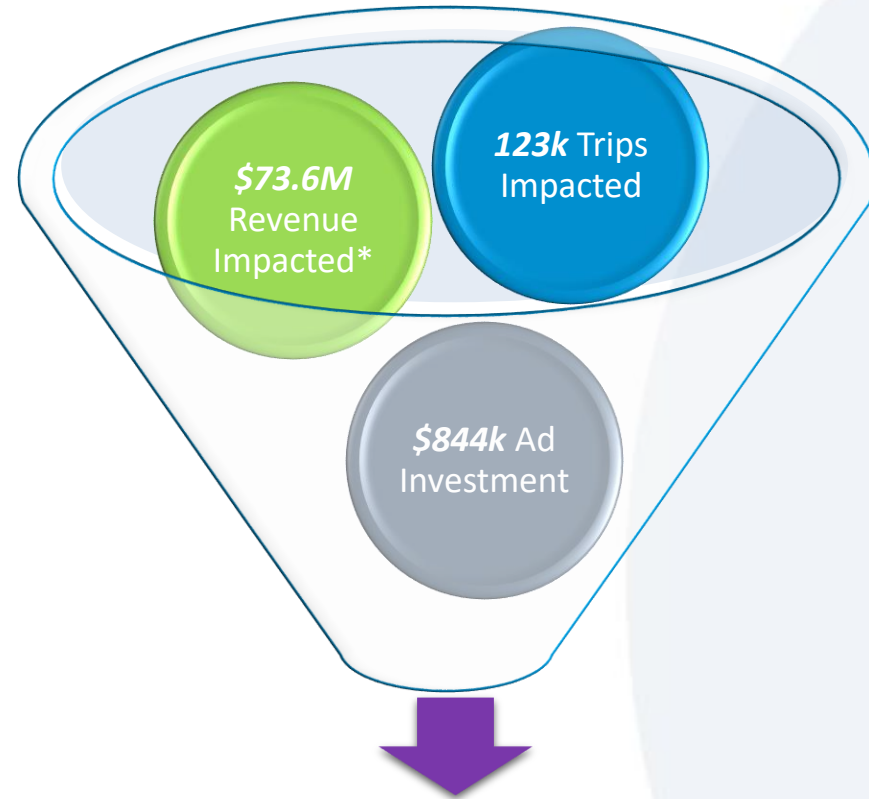 $73.6M
Revenue
Impacted*
123k Trips
Impacted
$844k Ad
Investment